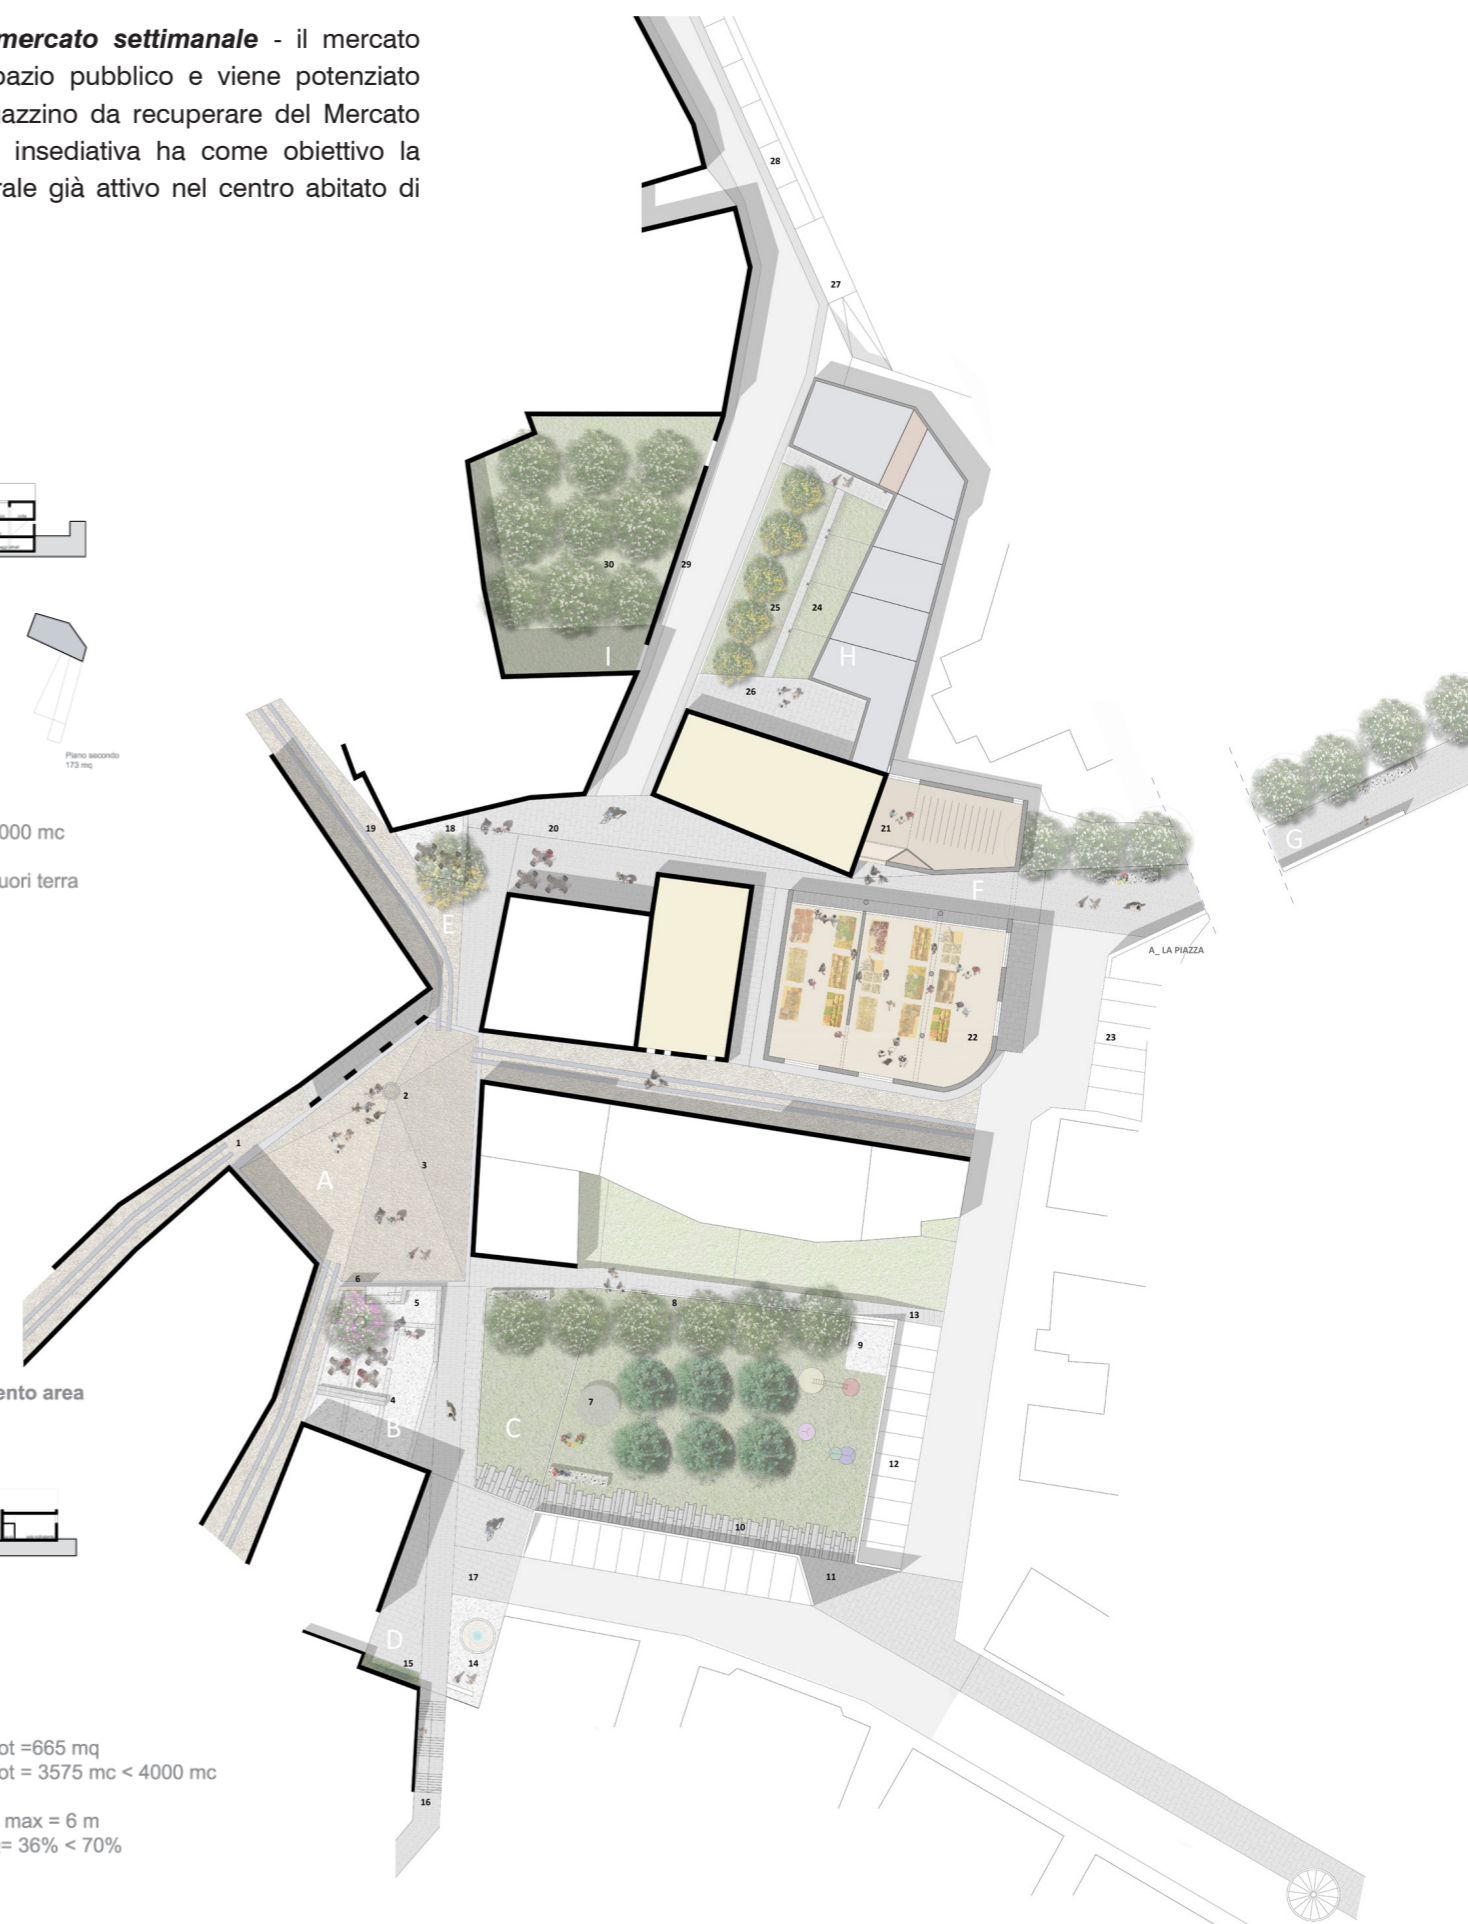 mercato settimanale - il mercato
pazio pubblico e viene potenziato
gazzino da recuperare del Mercato
insediativa ha come obiettivo la
rale già attivo nel centro abitato di
28
27
30
29
25
24
I
H
26
Piano secondo
173 mq
000 mc
uori terra
19
18
20
21
G
F
E
A_ LA PIAZZA
22
23
2
1
3
A
6
5
8
13
9
4
7
B
C
ento area
12
10
11
17
D
15
14
16
ot =665 mq
ot = 3575 mc < 4000 mc
max = 6 m
= 36% < 70%